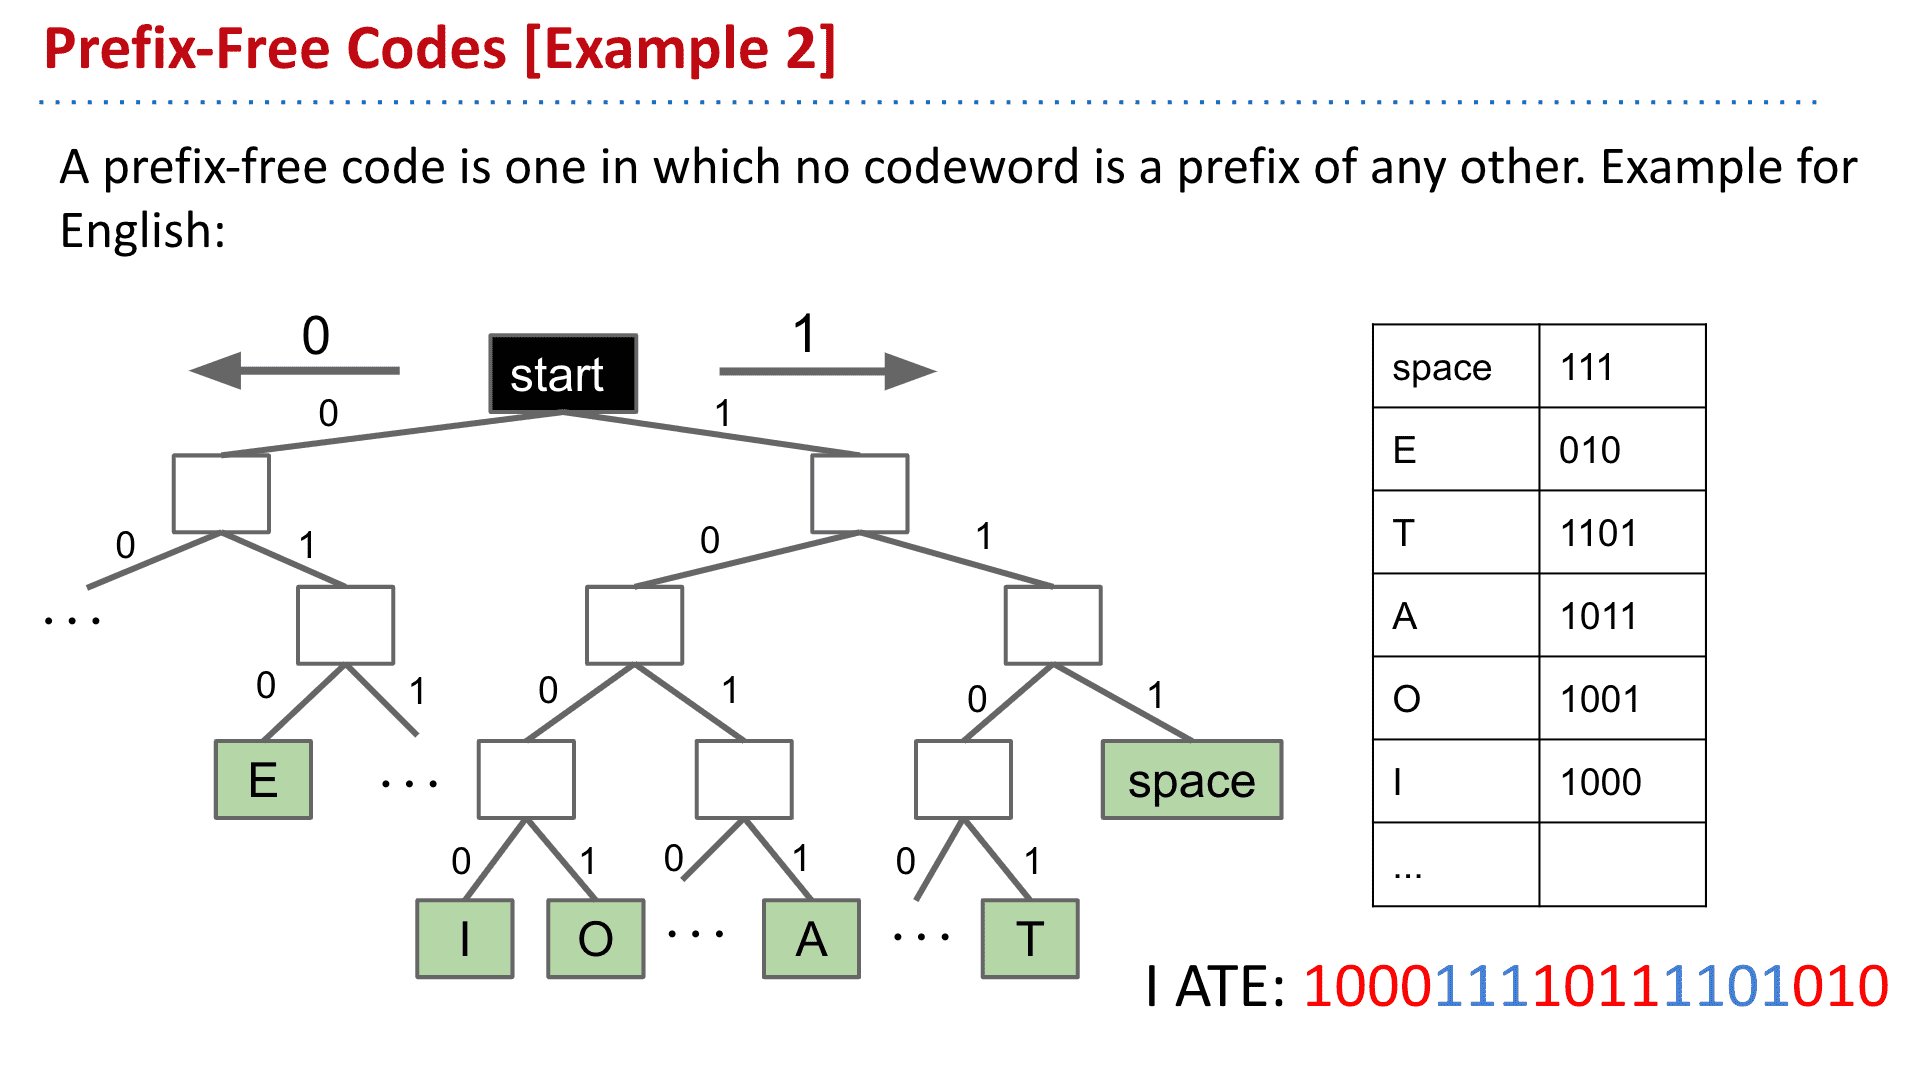 Prefix-Free Codes [Example 2]
A prefix-free code is one in which no codeword is a prefix of any other. Example for
English:
0
start
1
0
1
0
1
0
1
...
0
1
0
1
0
1
E
...
space
0
1
0
1
0
1
I
O
...
A
...
T
space 111
E 010
T 1101
A 1011
O 1001
I 1000
...
I ATE: 100011110111101010